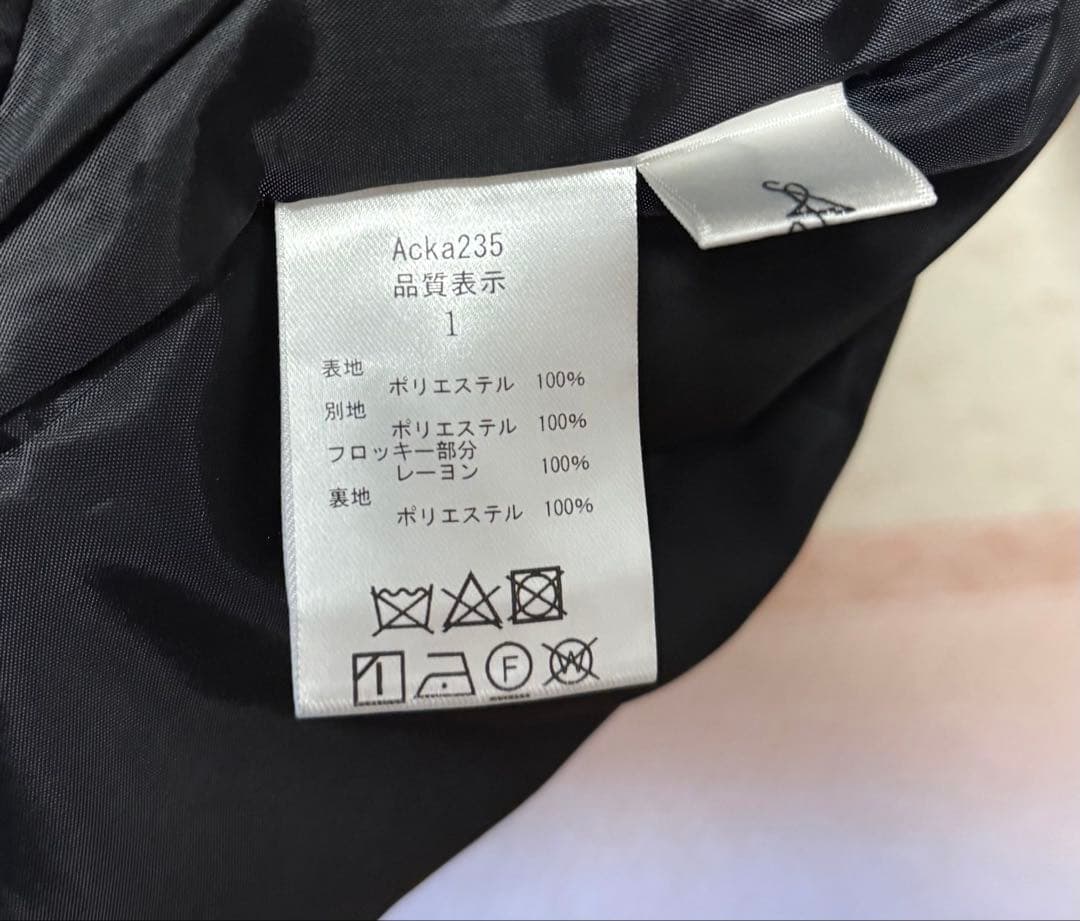 Acka235
品質表示
1
表地
ポリエステル 100%
別地
ポリエステル 100%
フロッキー部分
レーヨン 100%
裏地
ポリエステル 100%
F
W